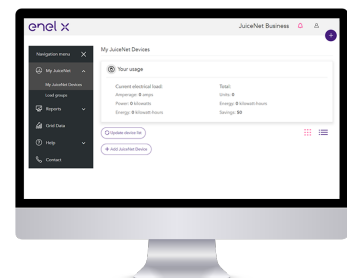 enel x
JuiceNet Business
Navigation menu
My JuiceNet Devices
My JuiceNet
Your usage
My JuiceNet Devices
Load groups
Current electrical load:
Total:
Amperage: 0 amps
Units: 0
Power: 0 kilowatts
Energy: 0 kilowatt-hours
Energy: 0 kilowatt-hours
Savings: $0
Reports
Grid Data
Update device list
Help
Add JuiceNet Device
Contact